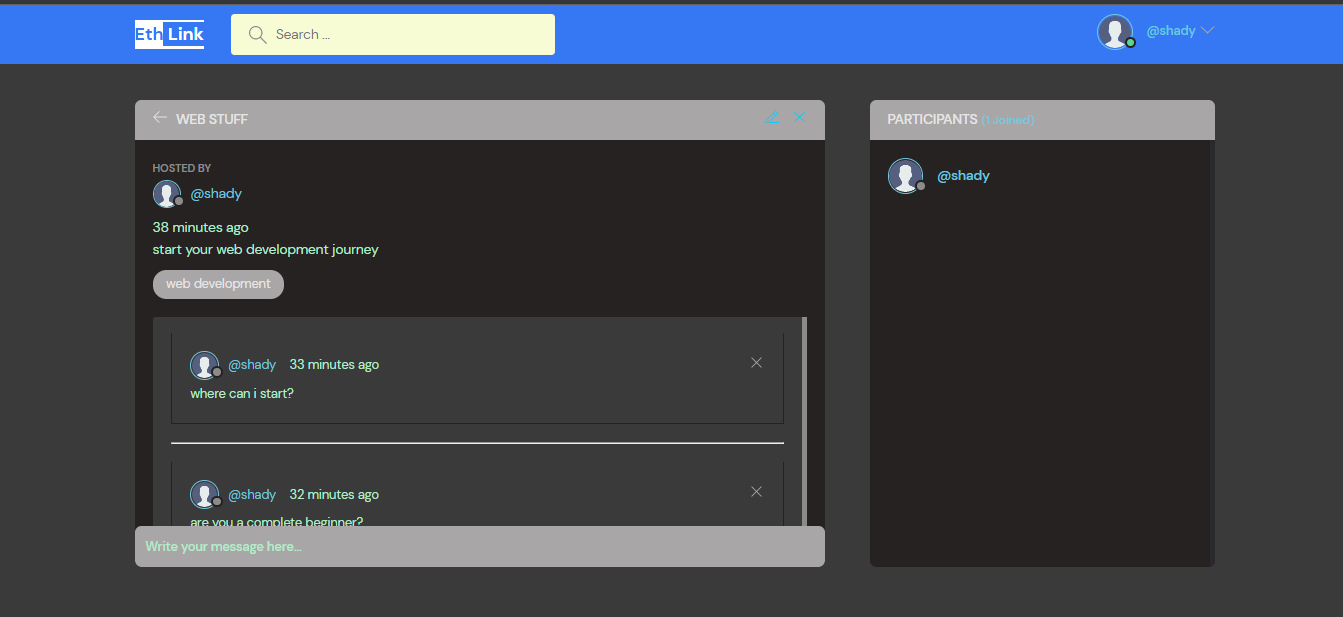 Eth Link
Search ...
@shady
WEB STUFF
HOSTED BY
@shady
38 minutes ago
start your web development journey
web development
@shady 33 minutes ago
where can i start?
@shady 32 minutes ago
are you a complete beginner?
Write your message here...
PARTICIPANTS (1 Joined)
@shady